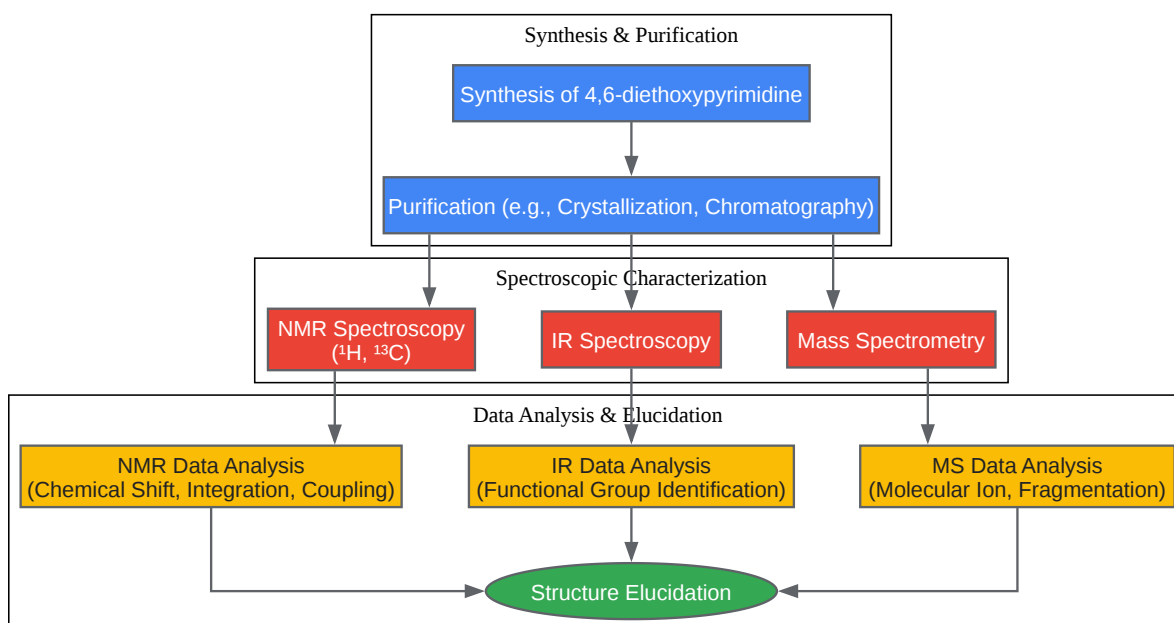 Synthesis & Purification
Synthesis of 4,6-diethoxypyrimidine
Purification (e.g., Crystallization, Chromatography)
Spectroscopic Characterization
NMR Spectroscopy
(¹H, ¹³C)
IR Spectroscopy
Mass Spectrometry
Data Analysis & Elucidation
NMR Data Analysis
(Chemical Shift, Integration, Coupling)
IR Data Analysis
(Functional Group Identification)
MS Data Analysis
(Molecular Ion, Fragmentation)
Structure Elucidation